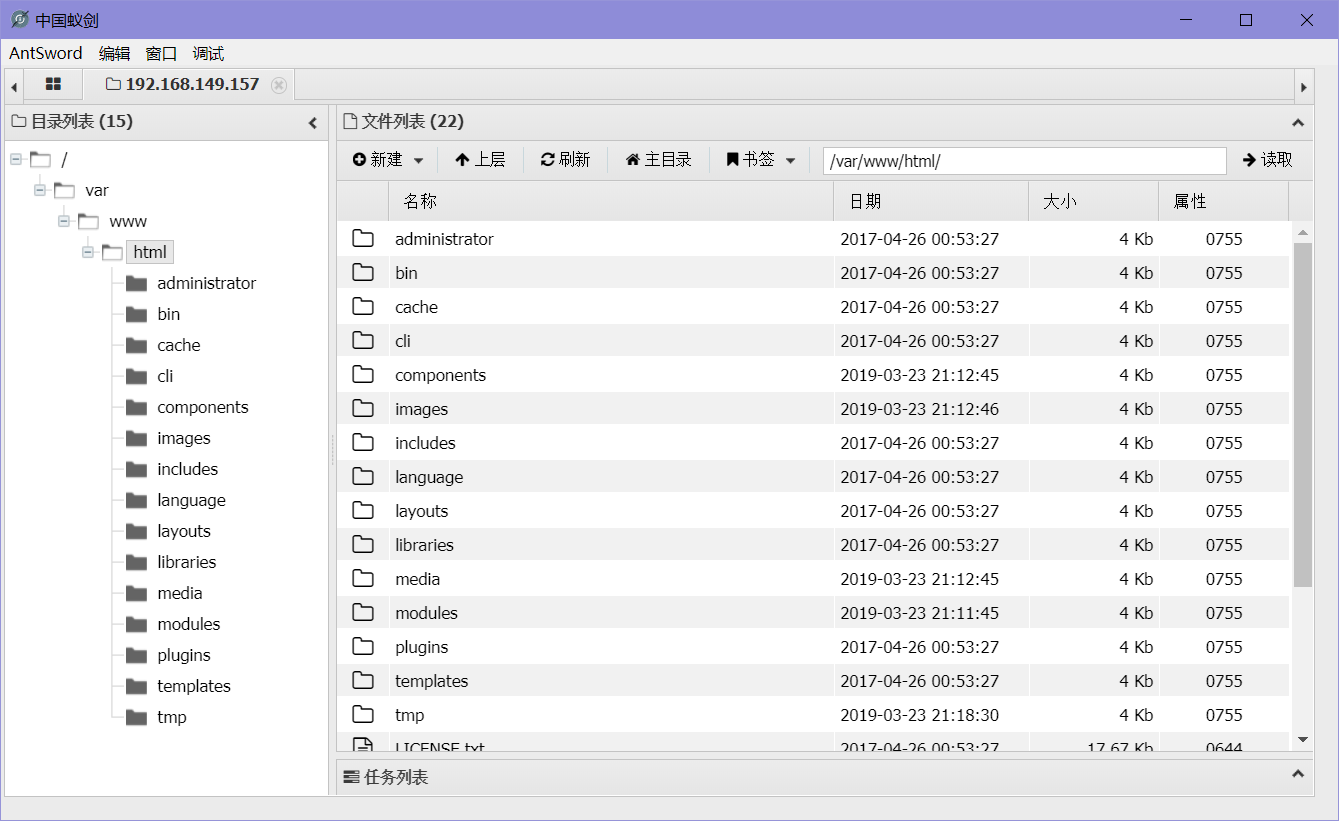 中国蚁剑
AntSword 编辑 窗口 调试
192.168.149.157
目录列表 (15)
/
var
www
html
administrator
bin
cache
cli
components
images
includes
language
layouts
libraries
media
modules
plugins
templates
tmp
文件列表 (22)
新建 上层 刷新 主目录 书签 /var/www/html/ 读取
名称 日期 大小 属性
administrator 2017-04-26 00:53:27 4 Kb 0755
bin 2017-04-26 00:53:27 4 Kb 0755
cache 2017-04-26 00:53:27 4 Kb 0755
cli 2017-04-26 00:53:27 4 Kb 0755
components 2019-03-23 21:12:45 4 Kb 0755
images 2019-03-23 21:12:46 4 Kb 0755
includes 2017-04-26 00:53:27 4 Kb 0755
language 2017-04-26 00:53:27 4 Kb 0755
layouts 2017-04-26 00:53:27 4 Kb 0755
libraries 2017-04-26 00:53:27 4 Kb 0755
media 2019-03-23 21:12:45 4 Kb 0755
modules 2019-03-23 21:11:45 4 Kb 0755
plugins 2017-04-26 00:53:27 4 Kb 0755
templates 2017-04-26 00:53:27 4 Kb 0755
tmp 2019-03-23 21:18:30 4 Kb 0755
LICENSE.txt 2017-04-26 00:53:27 17.67 Kb 0644
任务列表